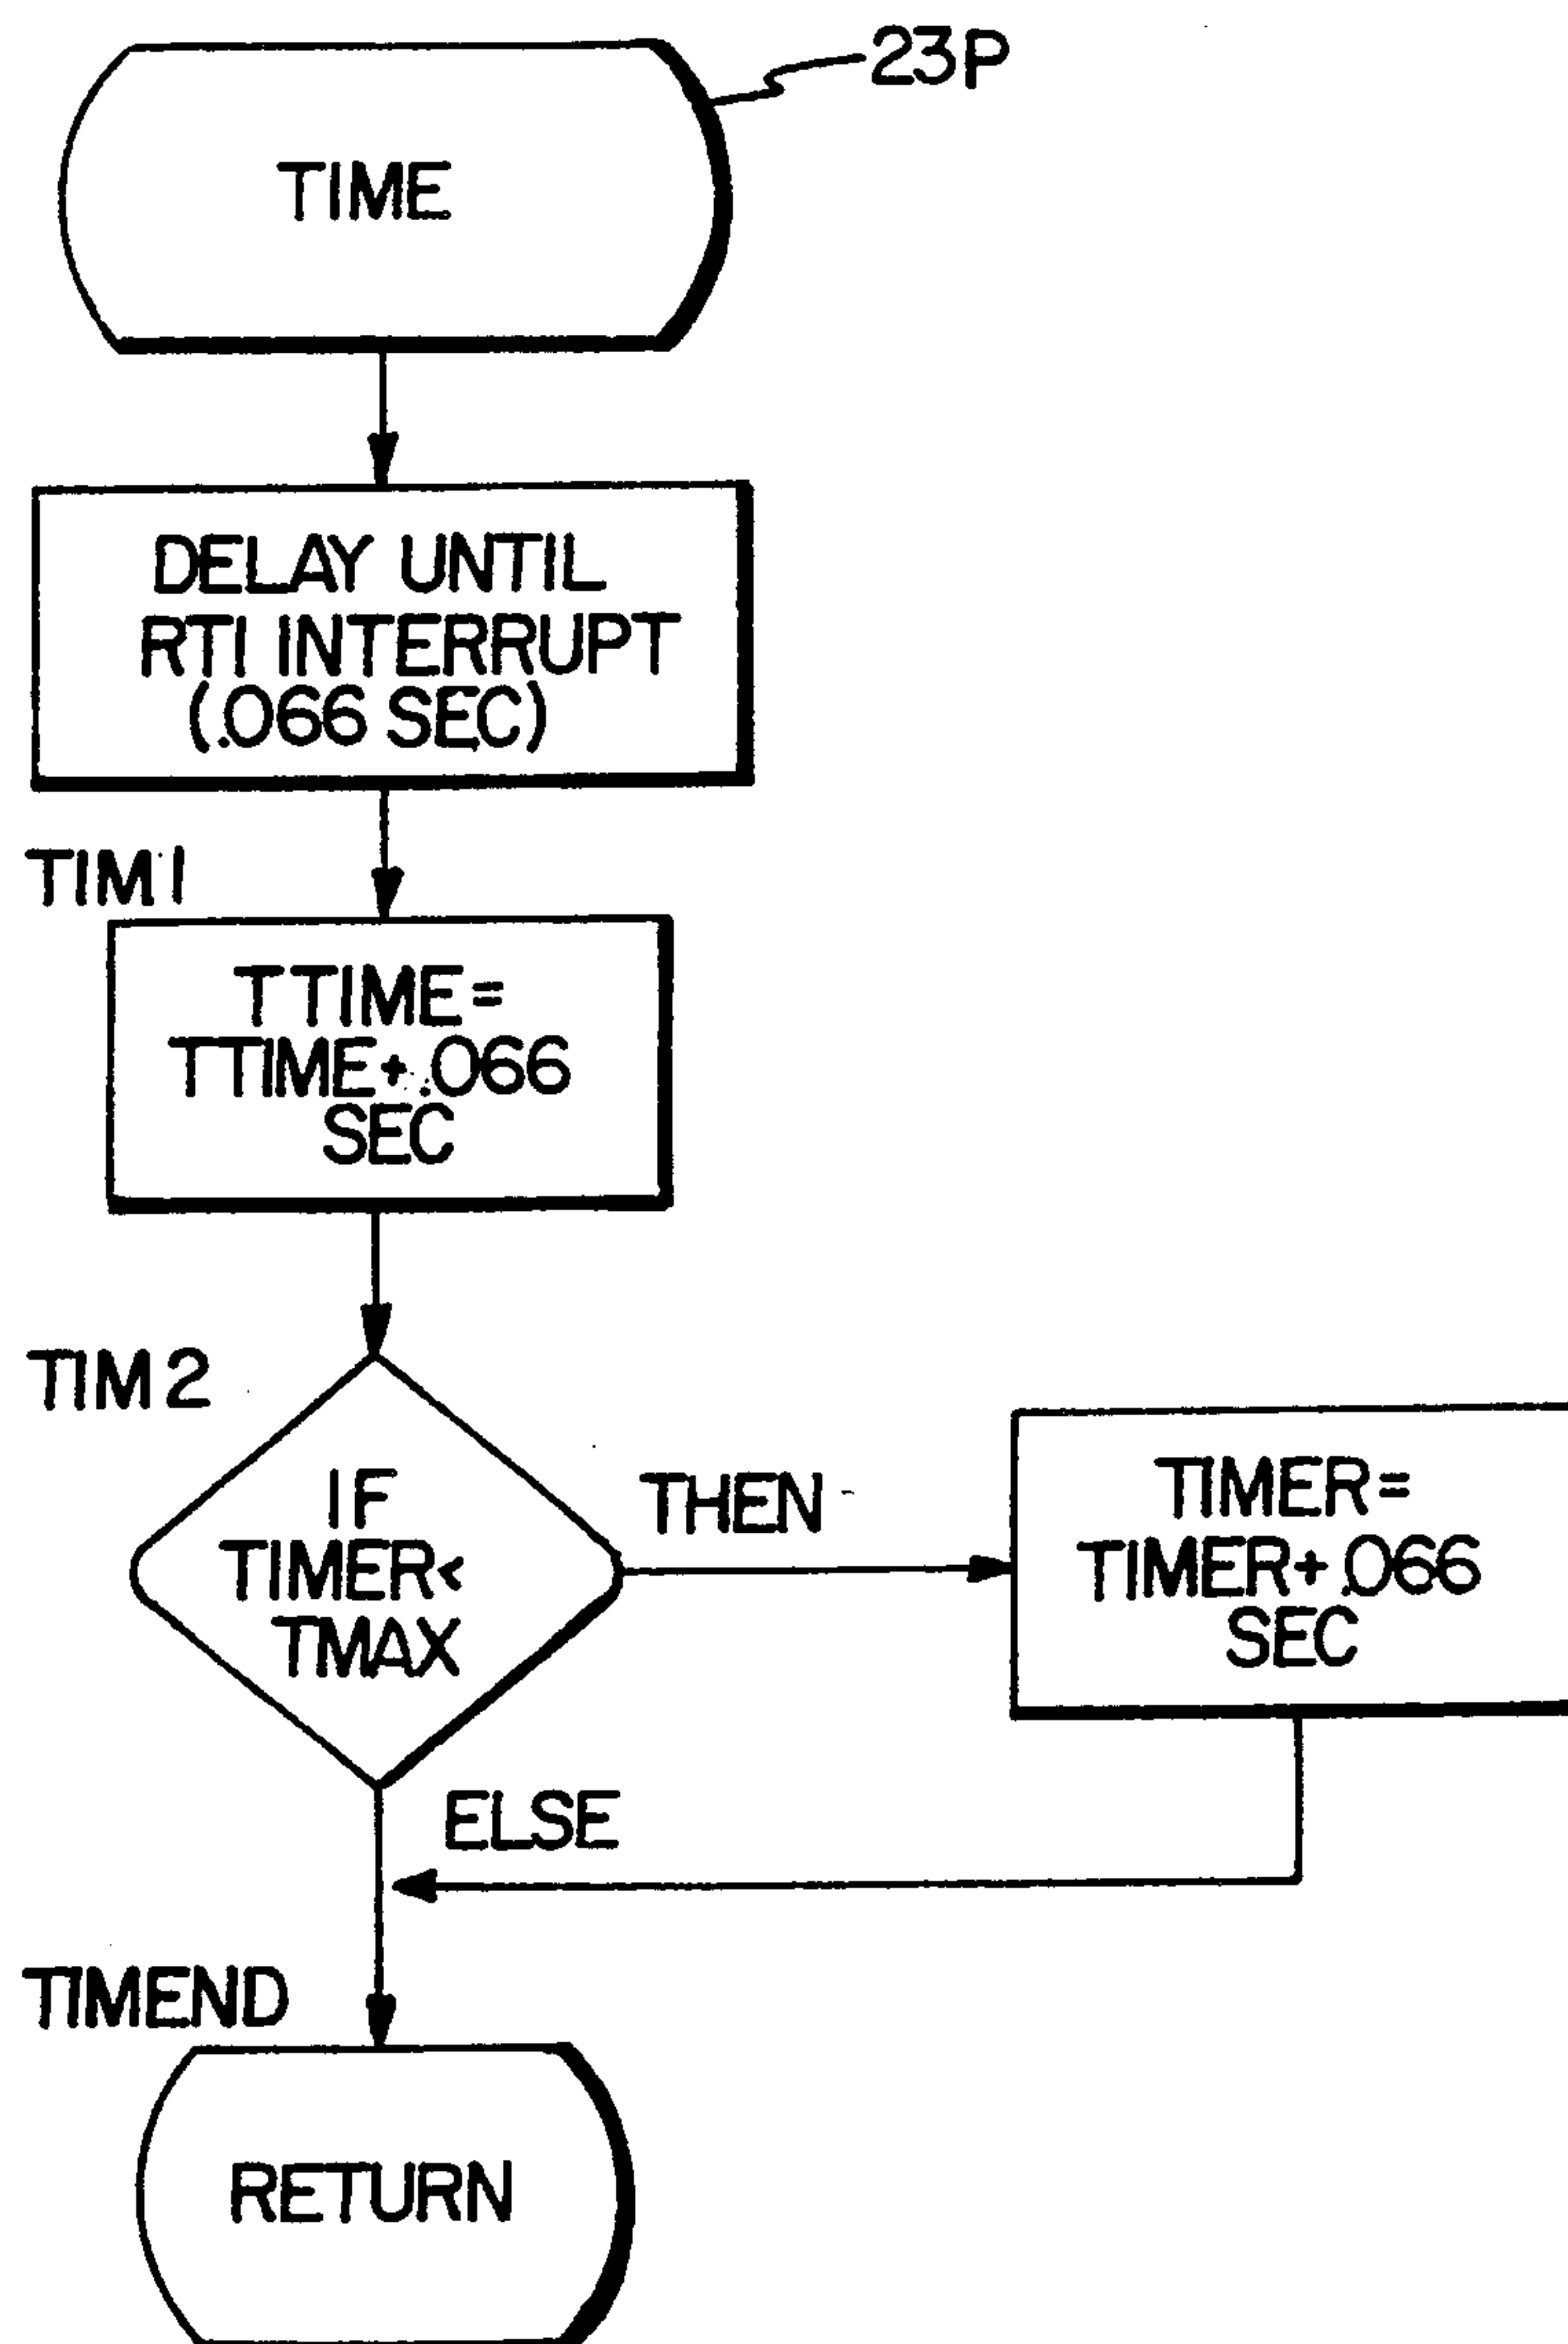 23P
TIME
DELAY UNTIL
RTI INTERRUPT
(.066 SEC)
TIM1
TTIME=
TTIME+.066
SEC
TIM2
IF
TIMER<
TMAX
THEN
TIMER=
TIMER+.066
SEC
ELSE
TIMEND
RETURN